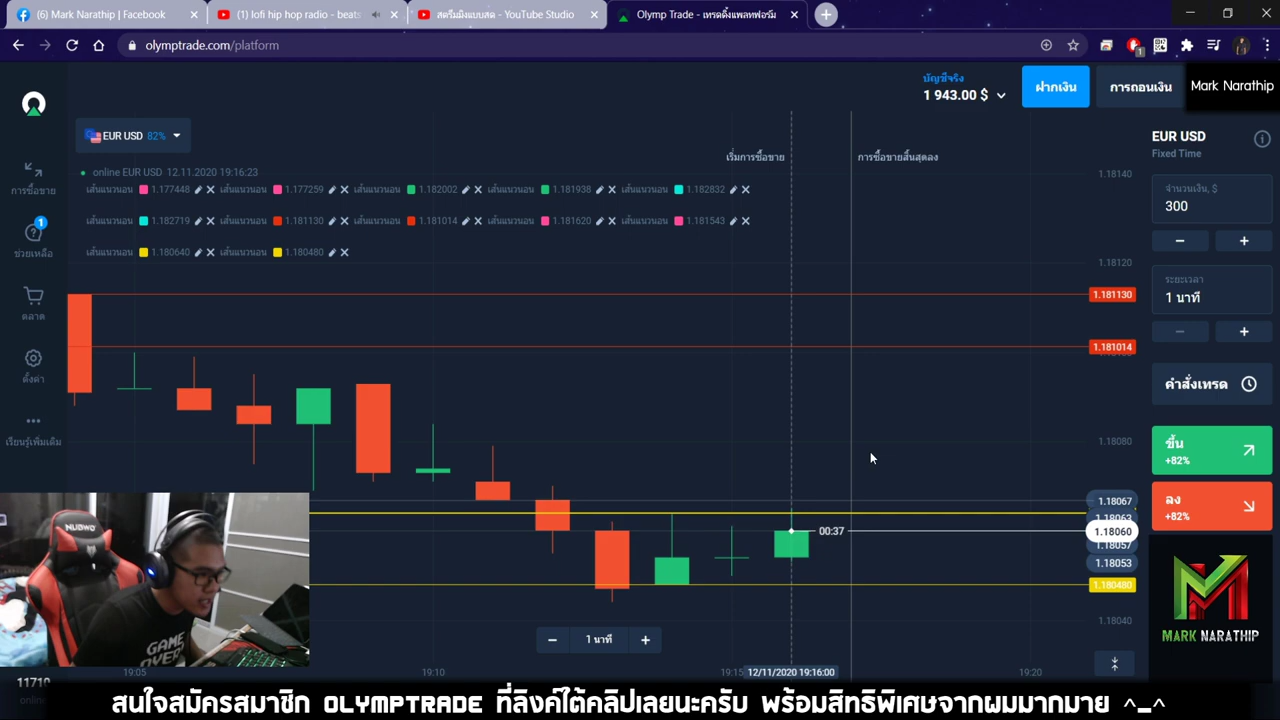 (6) Mark Narathip | Facebook
(1) lofi hip hop radio - beats
สตรีมมิงแบบสด - YouTube Studio
Olymp Trade - เทรดดิ้งแพลทฟอร์ม
olymptrade.com/platform
1
บัญชีจริง
1 943.00 $
ฝากเงิน
การถอนเงิน
Mark Narathip
EUR USD 82%
online EUR USD 12.11.2020 19:16:23
เส้นแนวนอน 1.177448 เส้นแนวนอน 1.177259 เส้นแนวนอน 1.182002 เส้นแนวนอน 1.181938 เส้นแนวนอน 1.182832
เส้นแนวนอน 1.182719 เส้นแนวนอน 1.181130 เส้นแนวนอน 1.181014 เส้นแนวนอน 1.181620 เส้นแนวนอน 1.181543
เส้นแนวนอน 1.180640 เส้นแนวนอน 1.180480
เริ่มการซื้อขาย
การซื้อขายสิ้นสุดลง
การซื้อขาย
1
ช่วยเหลือ
ตลาด
ตั้งค่า
เรียนรู้เพิ่มเติม
1.18140
1.18120
1.181130
1.181014
1.18080
1.18067
1.18063
1.18060
1.18057
1.18053
1.180480
1.18040
00:37
EUR USD
Fixed Time
จำนวนเงิน, $
300
ระยะเวลา
1 นาที
คำสั่งเทรด
ขึ้น
+82%
ลง
+82%
MARK NARATHIP
NUBWO
GAME
OVER
1 นาที
19:05
19:10
19:15
12/11/2020 19:16:00
19:20
11710
online
สนใจสมัครสมาชิก OLYMPTRADE ที่ลิงค์ใต้คลิปเลยนะครับ พร้อมสิทธิพิเศษจากผมมากมาย ^_^